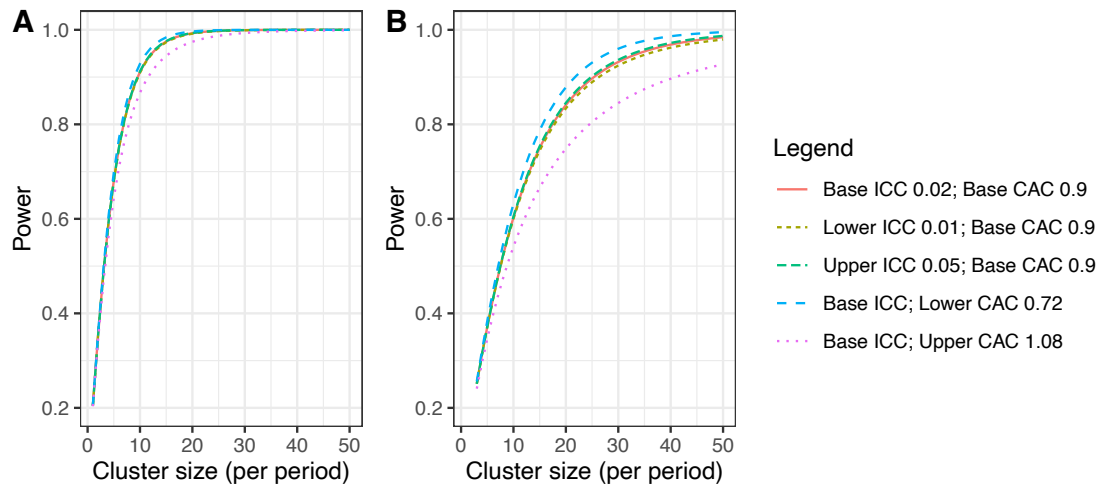 A
B
1.0
0.8
0.6
0.4
0.2
Power
0 10 20 30 40 50
Cluster size (per period)
1.0
0.8
0.6
0.4
0.2
Power
0 10 20 30 40 50
Cluster size (per period)
Legend
Base ICC 0.02; Base CAC 0.9
Lower ICC 0.01; Base CAC 0.9
Upper ICC 0.05; Base CAC 0.9
Base ICC; Lower CAC 0.72
Base ICC; Upper CAC 1.08